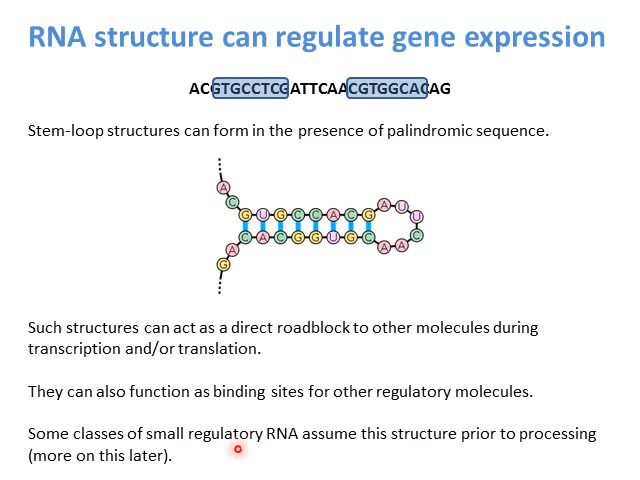 RNA structure can regulate gene expression
ACGTGCCTCGATTCAACGTGGCACAG
Stem-loop structures can form in the presence of palindromic sequence.
A
C
G U G C C A C G A U U
C A C G G U G C A A C
A
G
Such structures can act as a direct roadblock to other molecules during
transcription and/or translation.
They can also function as binding sites for other regulatory molecules.
Some classes of small regulatory RNA assume this structure prior to processing
(more on this later).